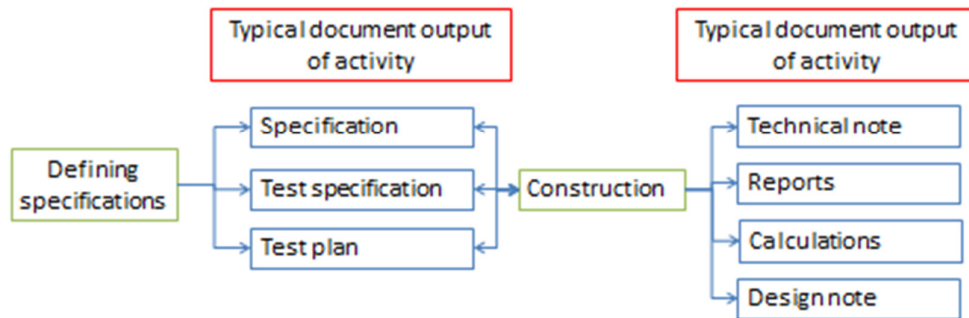 Typical document output
of activity
Typical document output
of activity
Defining
specifications
Specification
Test specification
Test plan
Construction
Technical note
Reports
Calculations
Design note